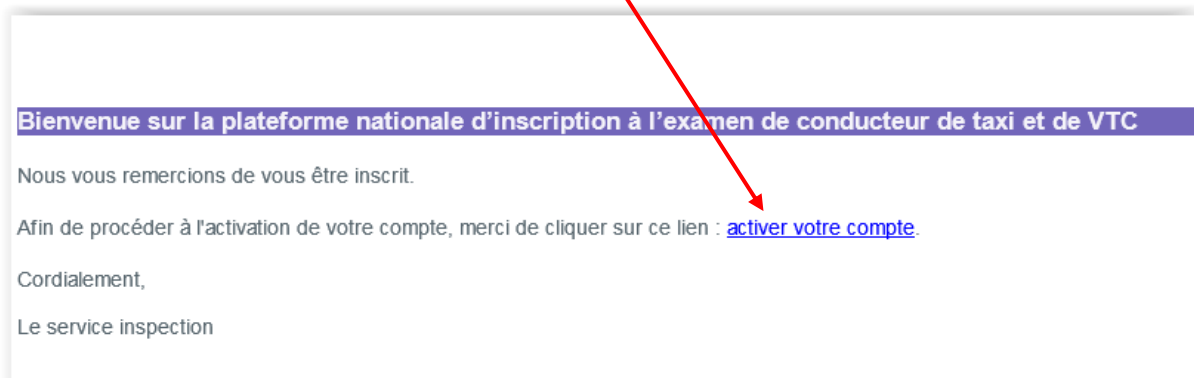 Bienvenue sur la plateforme nationale d’inscription à l’examen de conducteur de taxi et de VTC
Nous vous remercions de vous être inscrit.
Afin de procéder à l'activation de votre compte, merci de cliquer sur ce lien : activer votre compte.
Cordialement,
Le service inspection